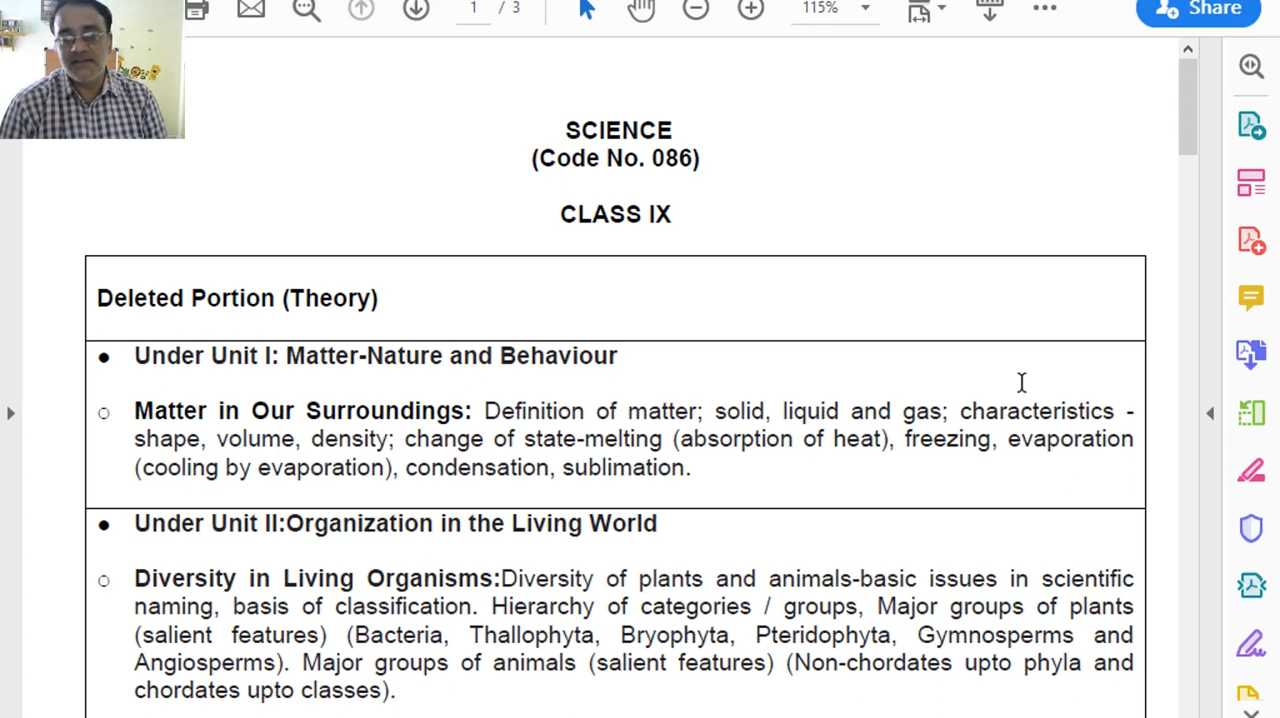 1 / 3
115%
Share
SCIENCE
(Code No. 086)
CLASS IX
Deleted Portion (Theory)
● Under Unit I: Matter-Nature and Behaviour
○ Matter in Our Surroundings: Definition of matter; solid, liquid and gas; characteristics -
shape, volume, density; change of state-melting (absorption of heat), freezing, evaporation
(cooling by evaporation), condensation, sublimation.
● Under Unit II:Organization in the Living World
○ Diversity in Living Organisms:Diversity of plants and animals-basic issues in scientific
naming, basis of classification. Hierarchy of categories / groups, Major groups of plants
(salient features) (Bacteria, Thallophyta, Bryophyta, Pteridophyta, Gymnosperms and
Angiosperms). Major groups of animals (salient features) (Non-chordates upto phyla and
chordates upto classes).